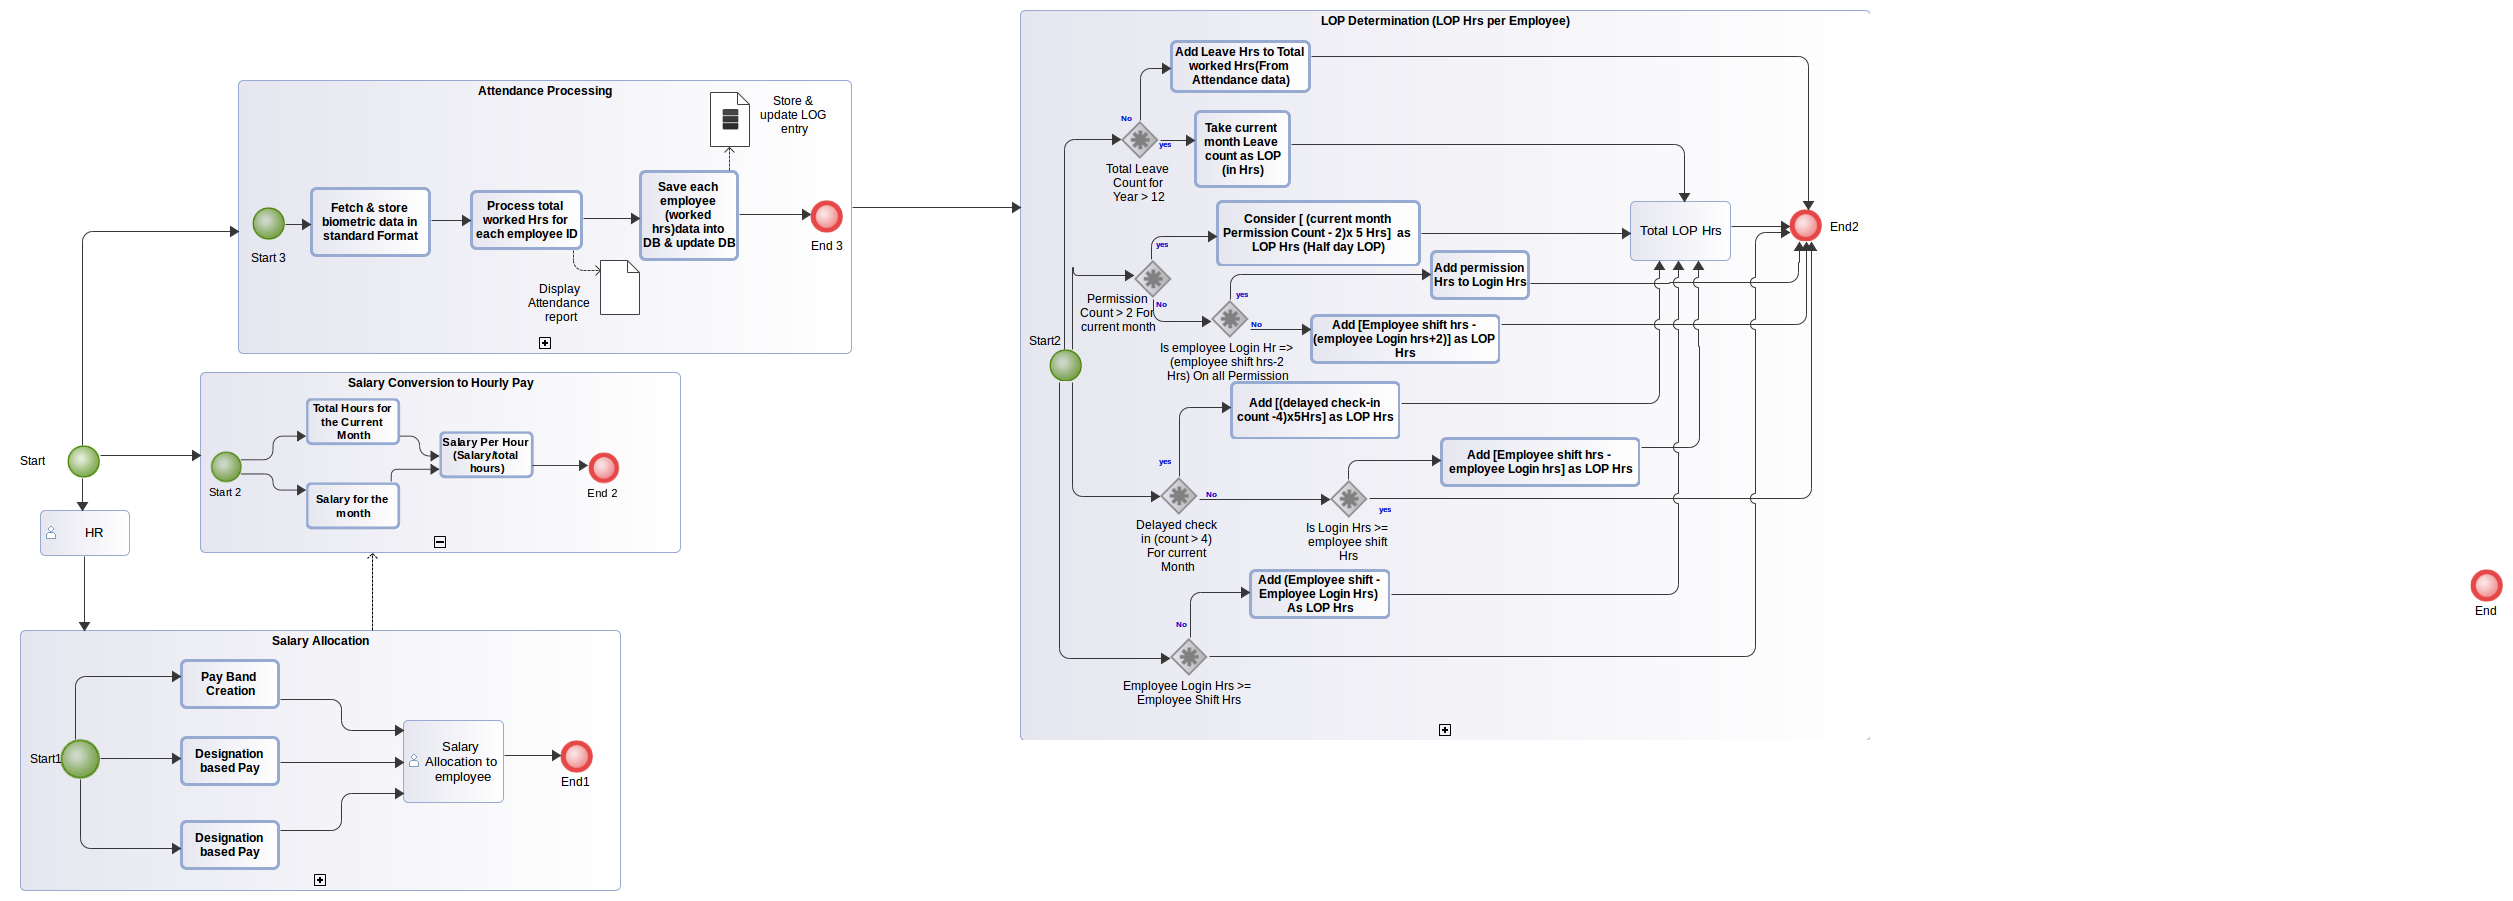 LOP Determination (LOP Hrs per Employee)
Add Leave Hrs to Total
worked Hrs(From
Attendance data)
No
yes
Total Leave
Count for
Year > 12
Take current
month Leave
count as LOP
(in Hrs)
Consider [ (current month
Permission Count - 2)x 5 Hrs] as
LOP Hrs (Half day LOP)
Total LOP Hrs
End2
yes
No
Permission
Count > 2 For
current month
Add permission
Hrs to Login Hrs
yes
No
Is employee Login Hr =>
(employee shift hrs-2
Hrs) On all Permission
Add [Employee shift hrs -
(employee Login hrs+2)] as LOP
Hrs
Start2
Add [(delayed check-in
count -4)x5Hrs] as LOP Hrs
yes
No
Delayed check
in (count > 4)
For current
Month
Add [Employee shift hrs -
employee Login hrs] as LOP Hrs
yes
Is Login Hrs >=
employee shift
Hrs
Add (Employee shift -
Employee Login Hrs)
As LOP Hrs
No
Employee Login Hrs >=
Employee Shift Hrs
Attendance Processing
Store &
update LOG
entry
Start 3
Fetch & store
biometric data in
standard Format
Process total
worked Hrs for
each employee ID
Save each
employee
(worked
hrs)data into
DB & update DB
End 3
Display
Attendance
report
Salary Conversion to Hourly Pay
Total Hours for
the Current
Month
Salary Per Hour
(Salary/total
hours)
Start 2
Salary for the
month
End 2
Start
HR
Salary Allocation
Pay Band
Creation
Start1
Designation
based Pay
Salary
Allocation to
employee
End1
Designation
based Pay
End